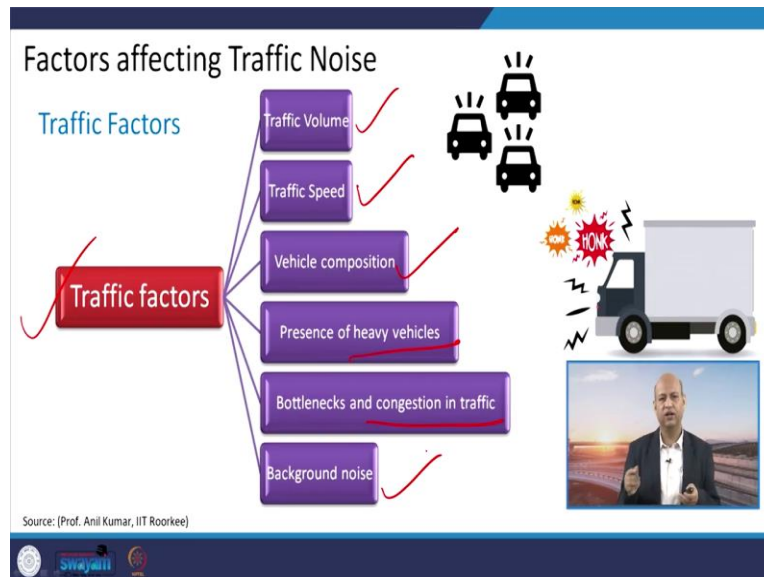 Factors affecting Traffic Noise
Traffic Factors
Traffic factors
Traffic Volume
Traffic Speed
Vehicle composition
Presence of heavy vehicles
Bottlenecks and congestion in traffic
Background noise
HONK
Source: (Prof. Anil Kumar, IIT Roorkee)
swayam